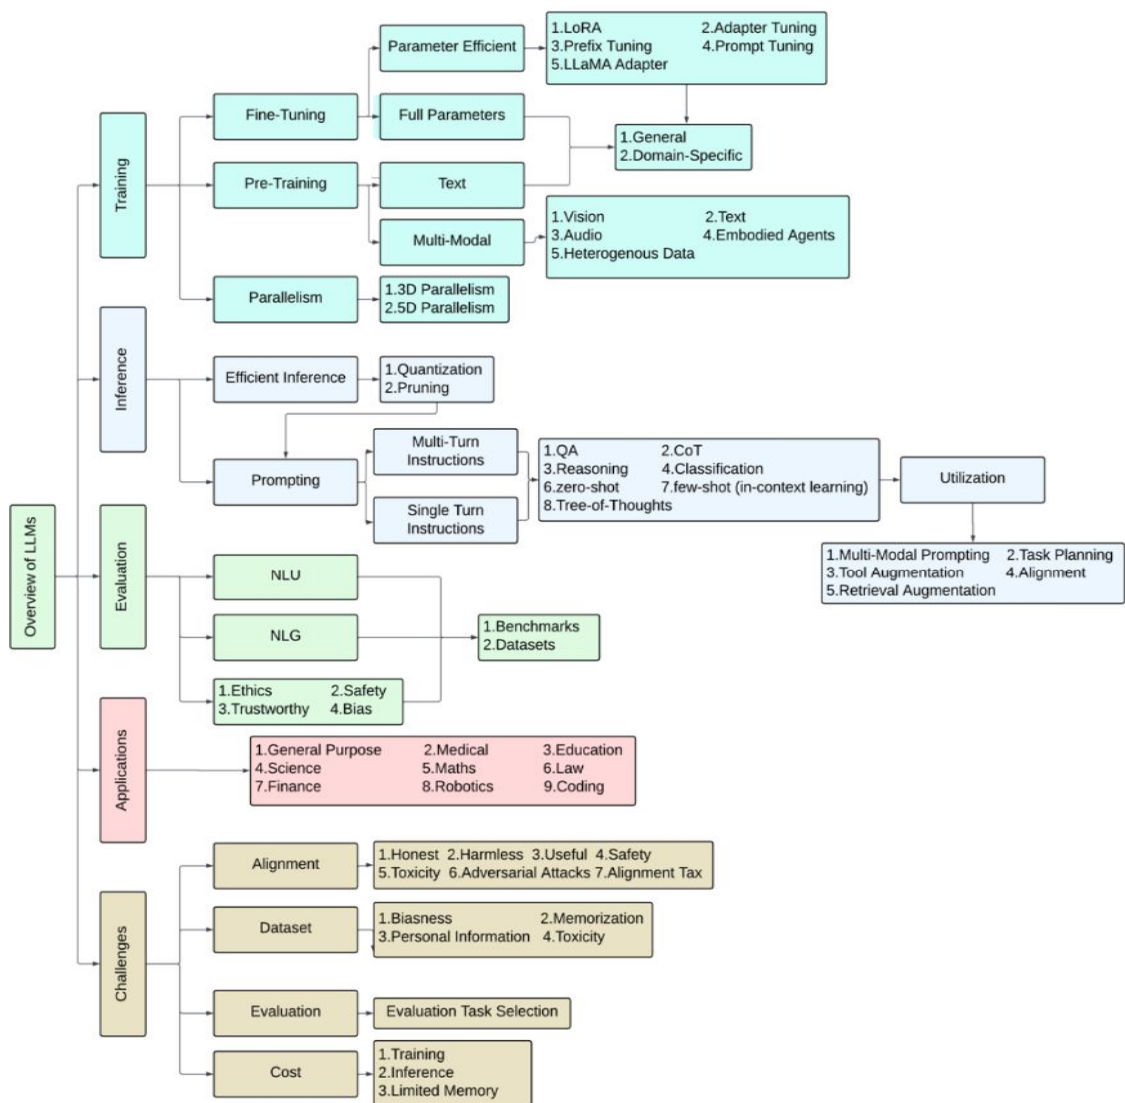 Overview of LLMs
Training
Fine-Tuning
Parameter Efficient
1.LoRA 2.Adapter Tuning
3.Prefix Tuning 4.Prompt Tuning
5.LLaMA Adapter
Full Parameters
1.General
2.Domain-Specific
Pre-Training
Text
Multi-Modal
1.Vision 2.Text
3.Audio 4.Embodied Agents
5.Heterogenous Data
Parallelism
1.3D Parallelism
2.5D Parallelism
Inference
Efficient Inference
1.Quantization
2.Pruning
Prompting
Multi-Turn
Instructions
Single Turn
Instructions
1.QA 2.CoT
3.Reasoning 4.Classification
6.zero-shot 7.few-shot (in-context learning)
8.Tree-of-Thoughts
Utilization
1.Multi-Modal Prompting 2.Task Planning
3.Tool Augmentation 4.Alignment
5.Retrieval Augmentation
Evaluation
NLU
NLG
1.Ethics 2.Safety
3.Trustworthy 4.Bias
1.Benchmarks
2.Datasets
Applications
1.General Purpose 2.Medical 3.Education
4.Science 5.Maths 6.Law
7.Finance 8.Robotics 9.Coding
Challenges
Alignment
1.Honest 2.Harmless 3.Useful 4.Safety
5.Toxicity 6.Adversarial Attacks 7.Alignment Tax
Dataset
1.Biasness 2.Memorization
3.Personal Information 4.Toxicity
Evaluation
Evaluation Task Selection
Cost
1.Training
2.Inference
3.Limited Memory